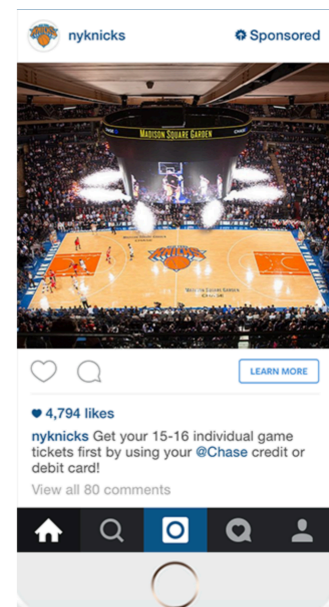 nyknicks
Sponsored
MADISON SQUARE GARDEN
CHASE
LEARN MORE
4,794 likes
nyknicks Get your 15-16 individual game
tickets first by using your @Chase credit or
debit card!
View all 80 comments